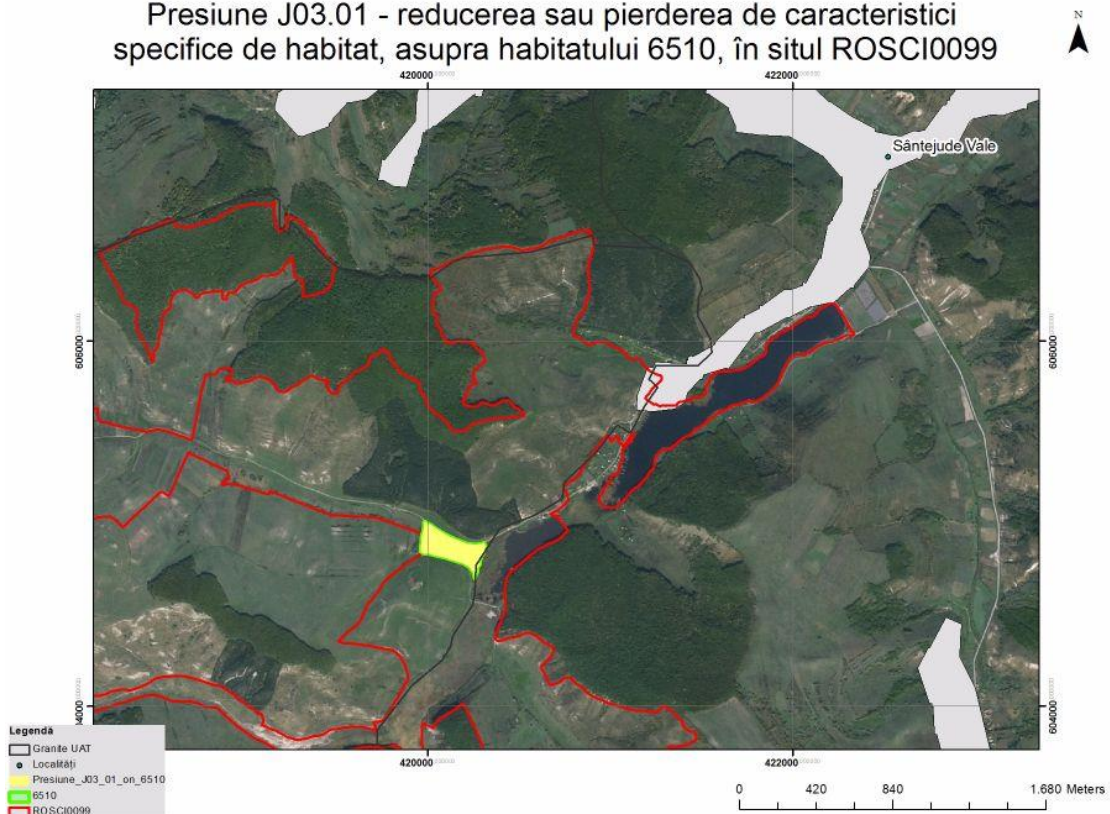 Presiune J03.01 - reducerea sau pierderea de caracteristici
specifice de habitat, asupra habitatului 6510, în situl ROSCI0099
N
420000
422000
Sântejude Vale
606000
606000
604000
604000
420000
422000
Legendă
Granite UAT
Localități
Presiune_J03_01_on_6510
6510
ROSCI0099
0 420 840 1.680 Meters